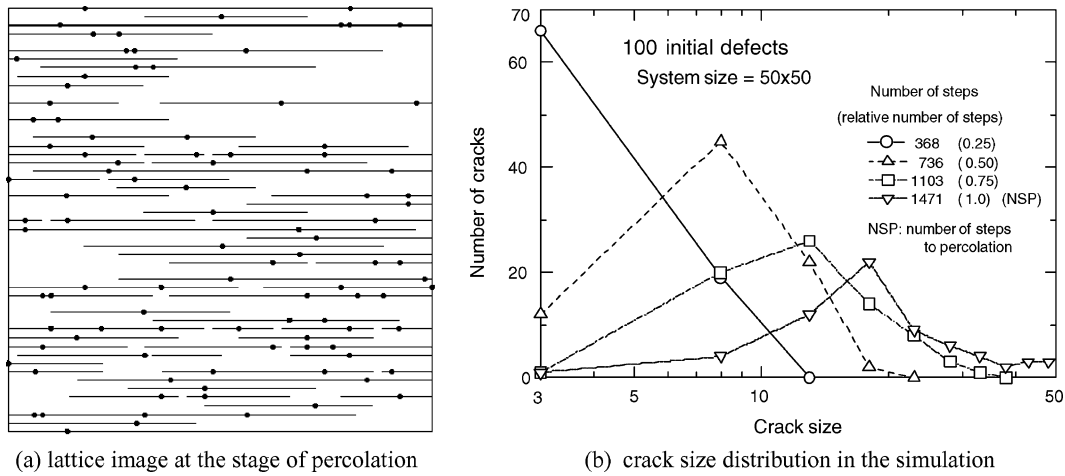 70
60
40
20
0
Number of cracks
100 initial defects
System size = 50x50
Number of steps
(relative number of steps)
368 (0.25)
736 (0.50)
1103 (0.75)
1471 (1.0) (NSP)
NSP: number of steps
to percolation
3 5 10 50
Crack size
(a) lattice image at the stage of percolation
(b) crack size distribution in the simulation